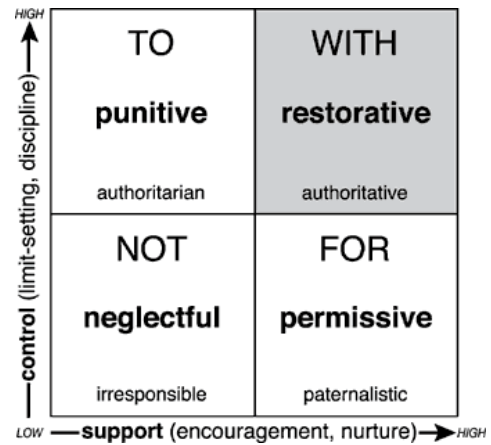 HIGH
TO
punitive
authoritarian
WITH
restorative
authoritative
control (limit-setting, discipline)
NOT
neglectful
irresponsible
FOR
permissive
paternalistic
LOW
support (encouragement, nurture)
HIGH